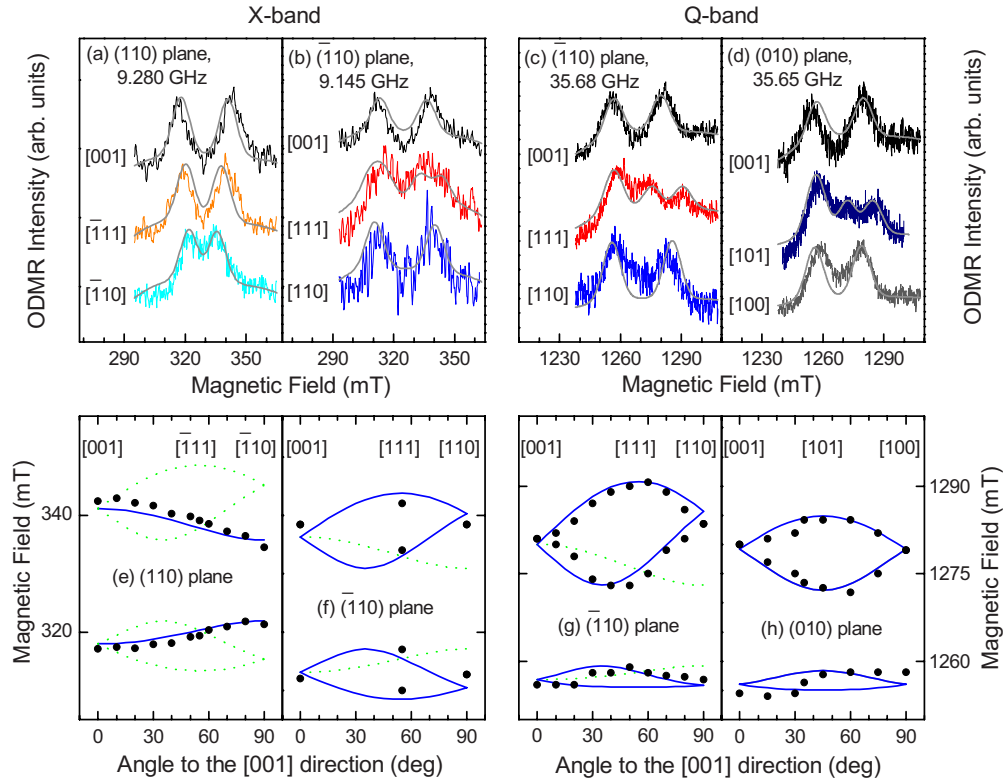 X-band
Q-band
ODMR Intensity (arb. units)
(a) (110) plane,
9.280 GHz
[001]
[1̅11]
[1̅10]
(b) (1̅10) plane,
9.145 GHz
[001]
[111]
[110]
(c) (1̅10) plane,
35.68 GHz
[001]
[111]
[110]
(d) (010) plane,
35.65 GHz
[001]
[101]
[100]
ODMR Intensity (arb. units)
290 320 350 290 320 350
Magnetic Field (mT)
1230 1260 1290 1230 1260 1290
Magnetic Field (mT)
Magnetic Field (mT)
340
320
[001] [1̅11] [1̅10]
(e) (110) plane
[001] [111] [110]
(f) (1̅10) plane
[001] [111] [110]
(g) (1̅10) plane
[001] [101] [100]
(h) (010) plane
1290
1275
1260
Magnetic Field (mT)
0 30 60 90 0 30 60 90
Angle to the [001] direction (deg)
0 30 60 90 0 30 60 90
Angle to the [001] direction (deg)